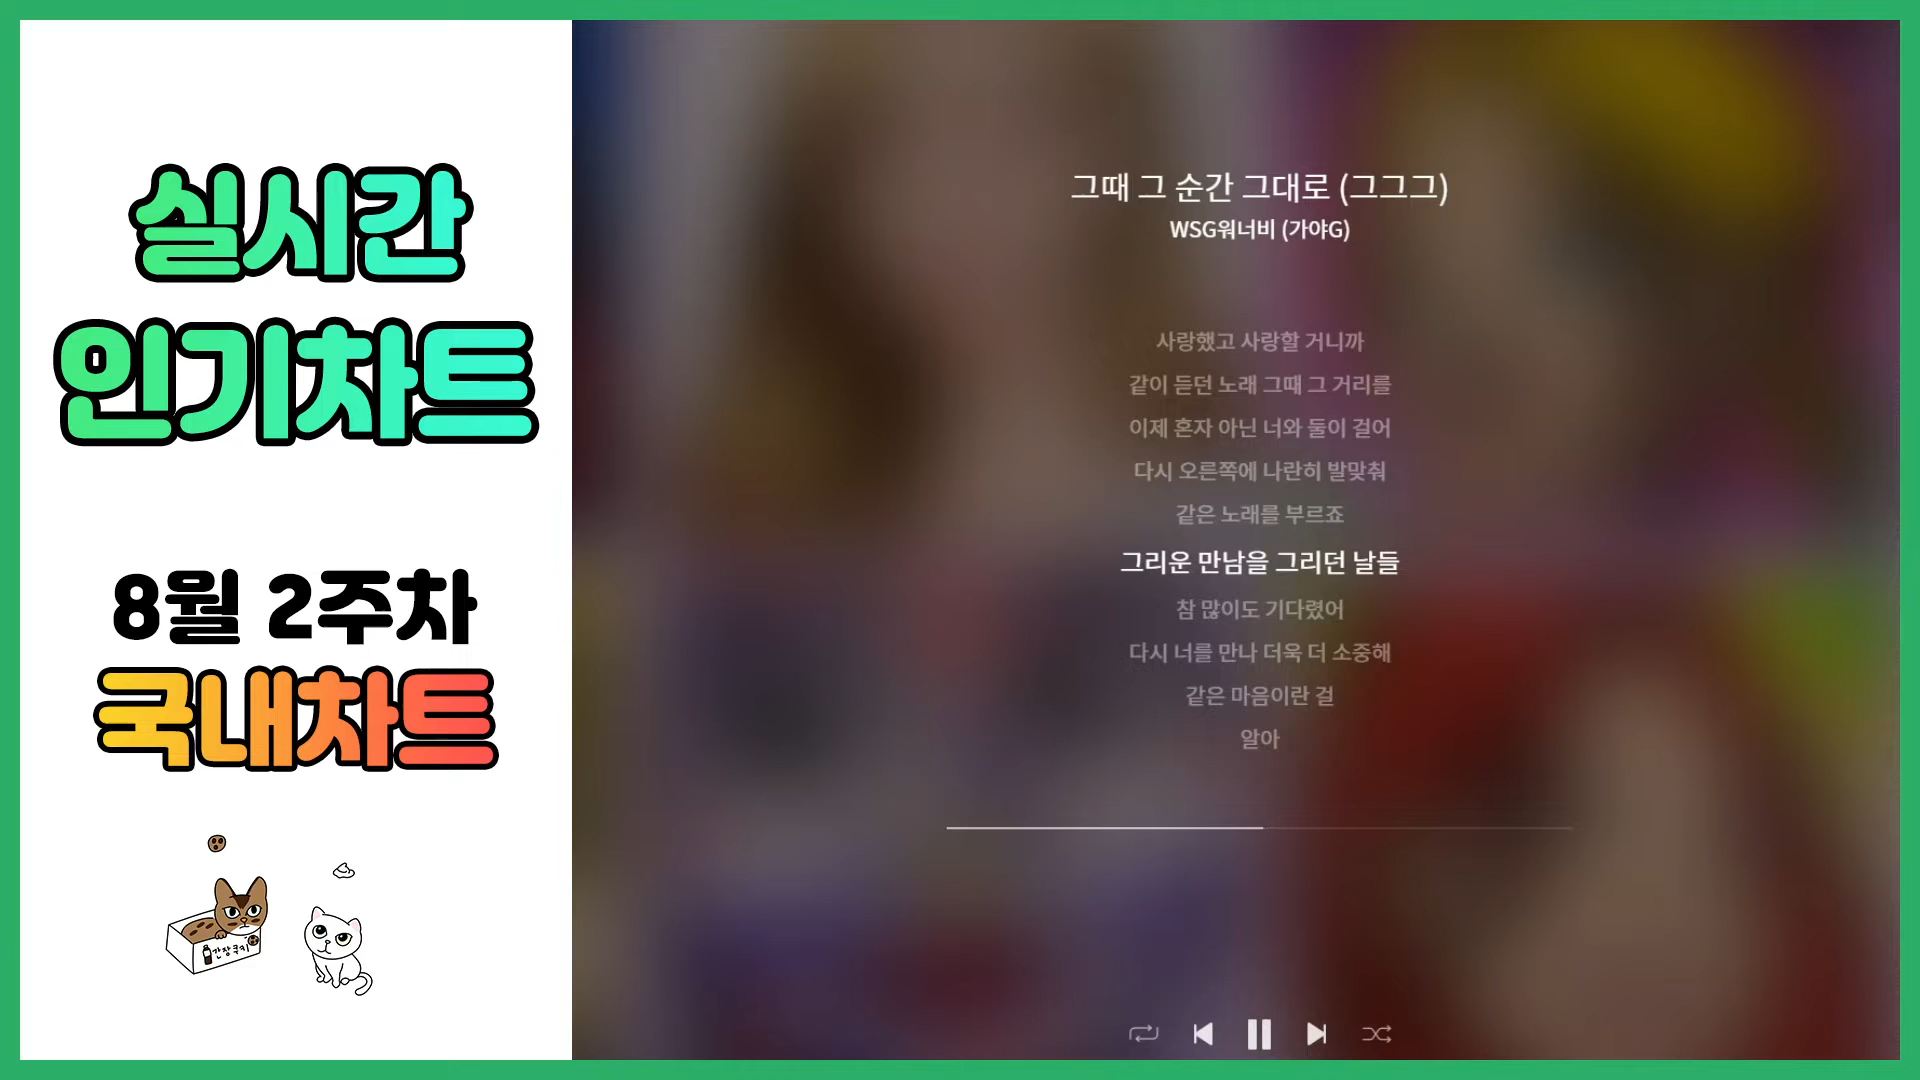 실시간
인기차트
8월 2주차
국내차트
간장쿠키
그때 그 순간 그대로 (그그그)
WSG워너비 (가야G)
사랑했고 사랑할 거니까
같이 듣던 노래 그때 그 거리를
이제 혼자 아닌 너와 둘이 걸어
다시 오른쪽에 나란히 발맞춰
같은 노래를 부르죠
그리운 만남을 그리던 날들
참 많이도 기다렸어
다시 너를 만나 더욱 더 소중해
같은 마음이란 걸
알아